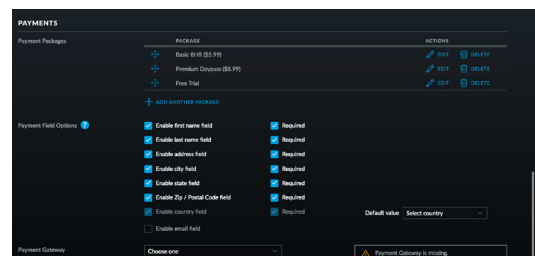 PAYMENTS
Payment Packages
PACKAGE ACTIONS
Basic 8HR ($5.99) EDIT DELETE
Premium Daypass ($8.99) EDIT DELETE
Free Trial EDIT DELETE
ADD ANOTHER PACKAGE
Payment Field Options ?
Enable first name field Required
Enable last name field Required
Enable address field Required
Enable city field Required
Enable state field Required
Enable Zip / Postal Code field Required
Enable country field Required Default value Select country
Enable email field
Payment Gateway Choose one Payment Gateway is missing.